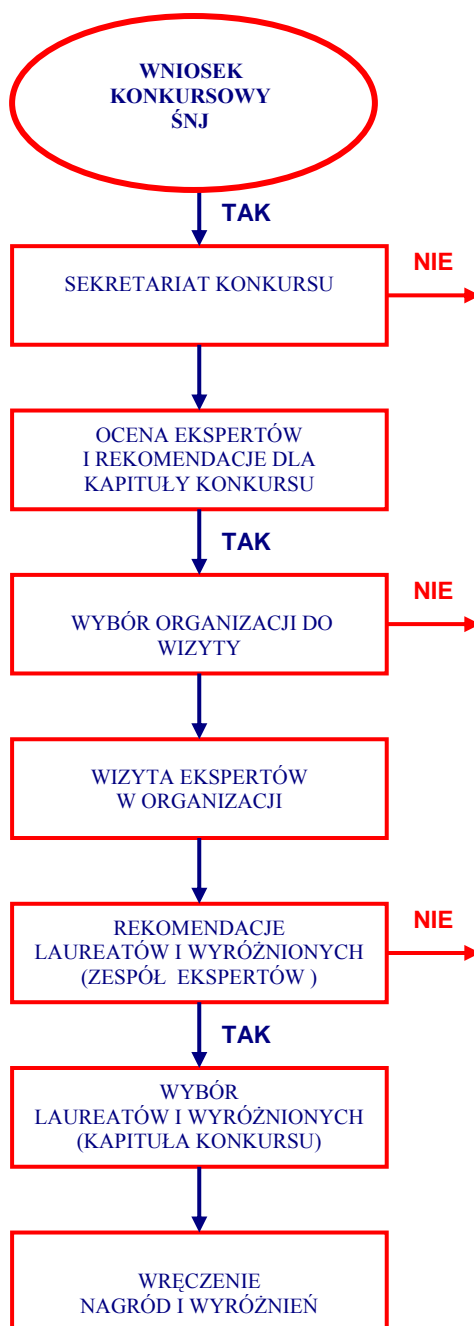 WNIOSEK
KONKURSOWY
ŚNJ
TAK
NIE
SEKRETARIAT KONKURSU
OCENA EKSPERTÓW
I REKOMENDACJE DLA
KAPITUŁY KONKURSU
TAK
NIE
WYBÓR ORGANIZACJI DO
WIZYTY
WIZYTA EKSPERTÓW
W ORGANIZACJI
REKOMENDACJE
LAUREATÓW I WYRÓŻNIONYCH
(ZESPÓŁ EKSPERTÓW )
NIE
TAK
WYBÓR
LAUREATÓW I WYRÓŻNIONYCH
(KAPITUŁA KONKURSU)
WRĘCZENIE
NAGRÓD I WYRÓŻNIEŃ